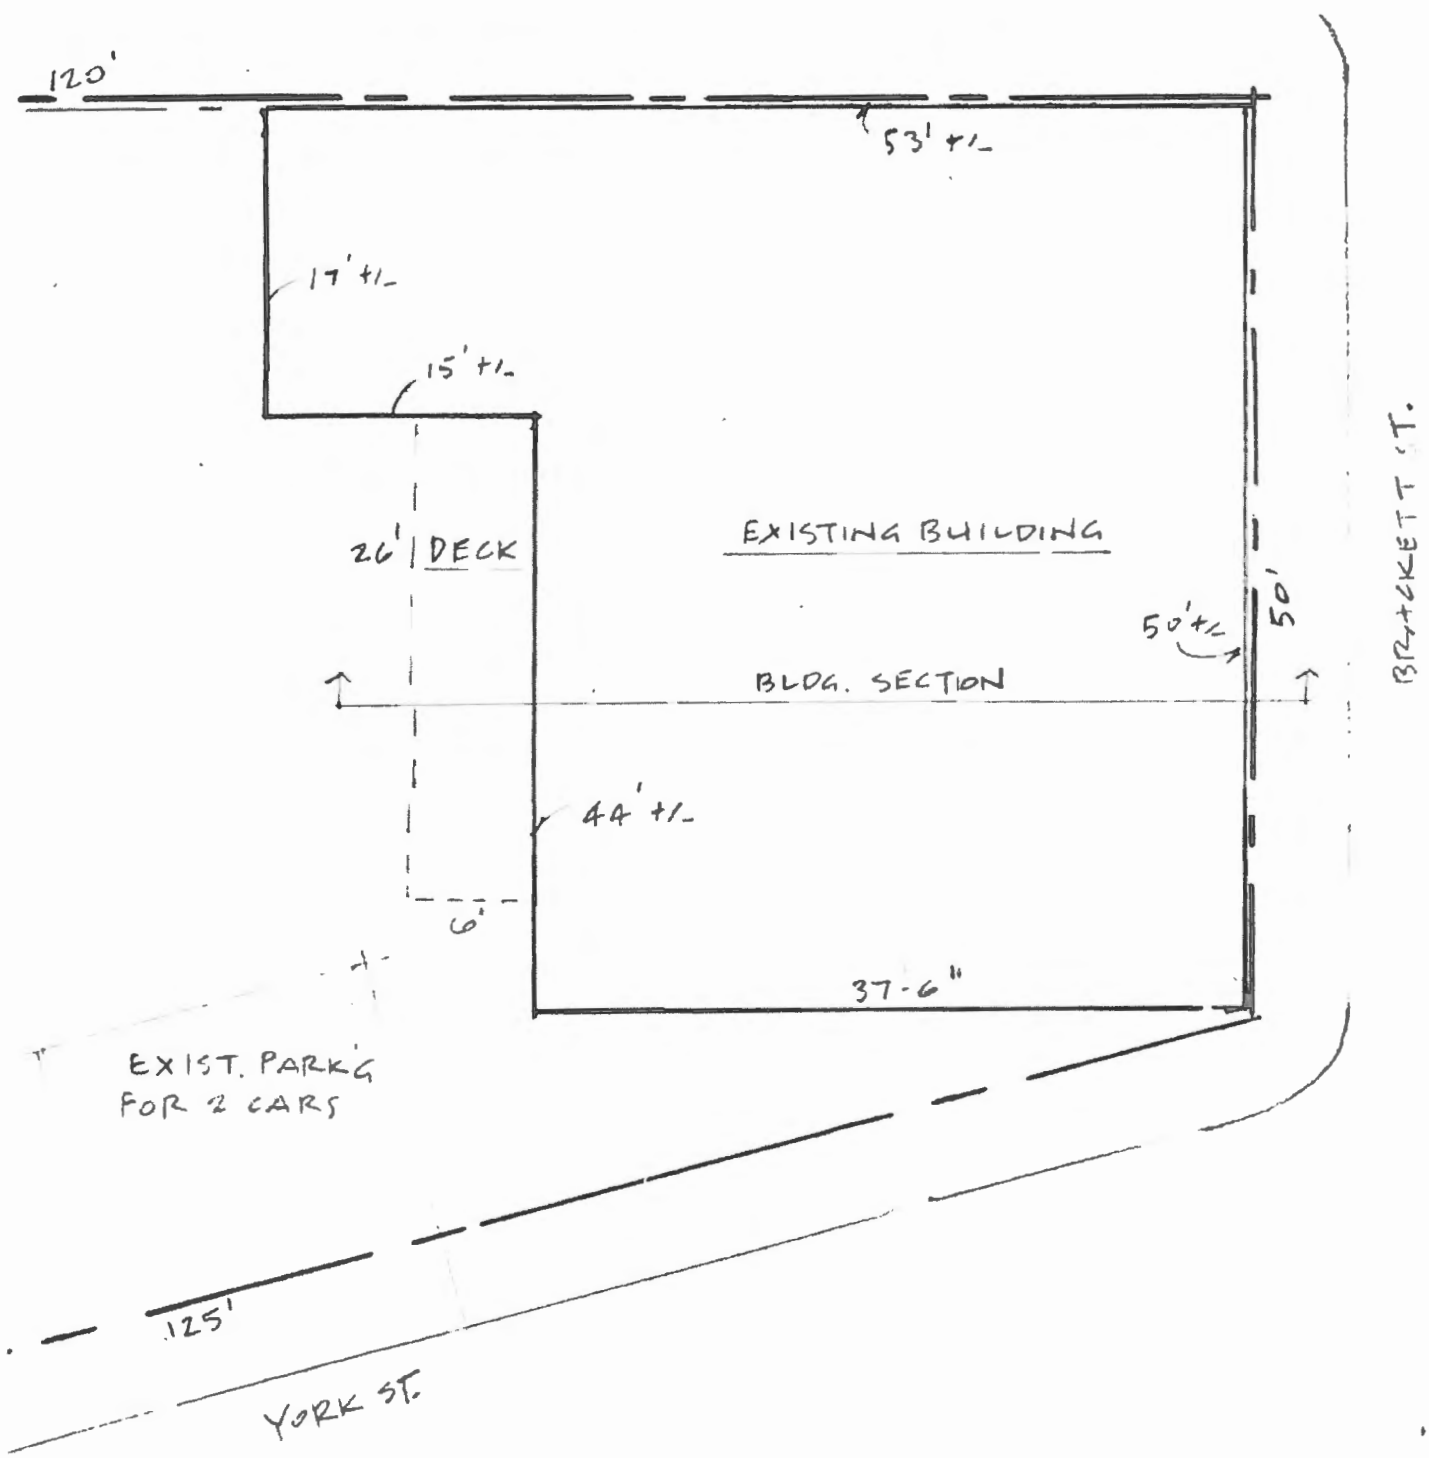 120'
53' +/-
17' +/-
15' +/-
26' DECK
EXISTING BUILDING
50' +/-
50'
BRACKETT ST.
BLDG. SECTION
44' +/-
6'
37-6"
EXIST. PARK'G
FOR 2 CARS
125'
YORK ST.